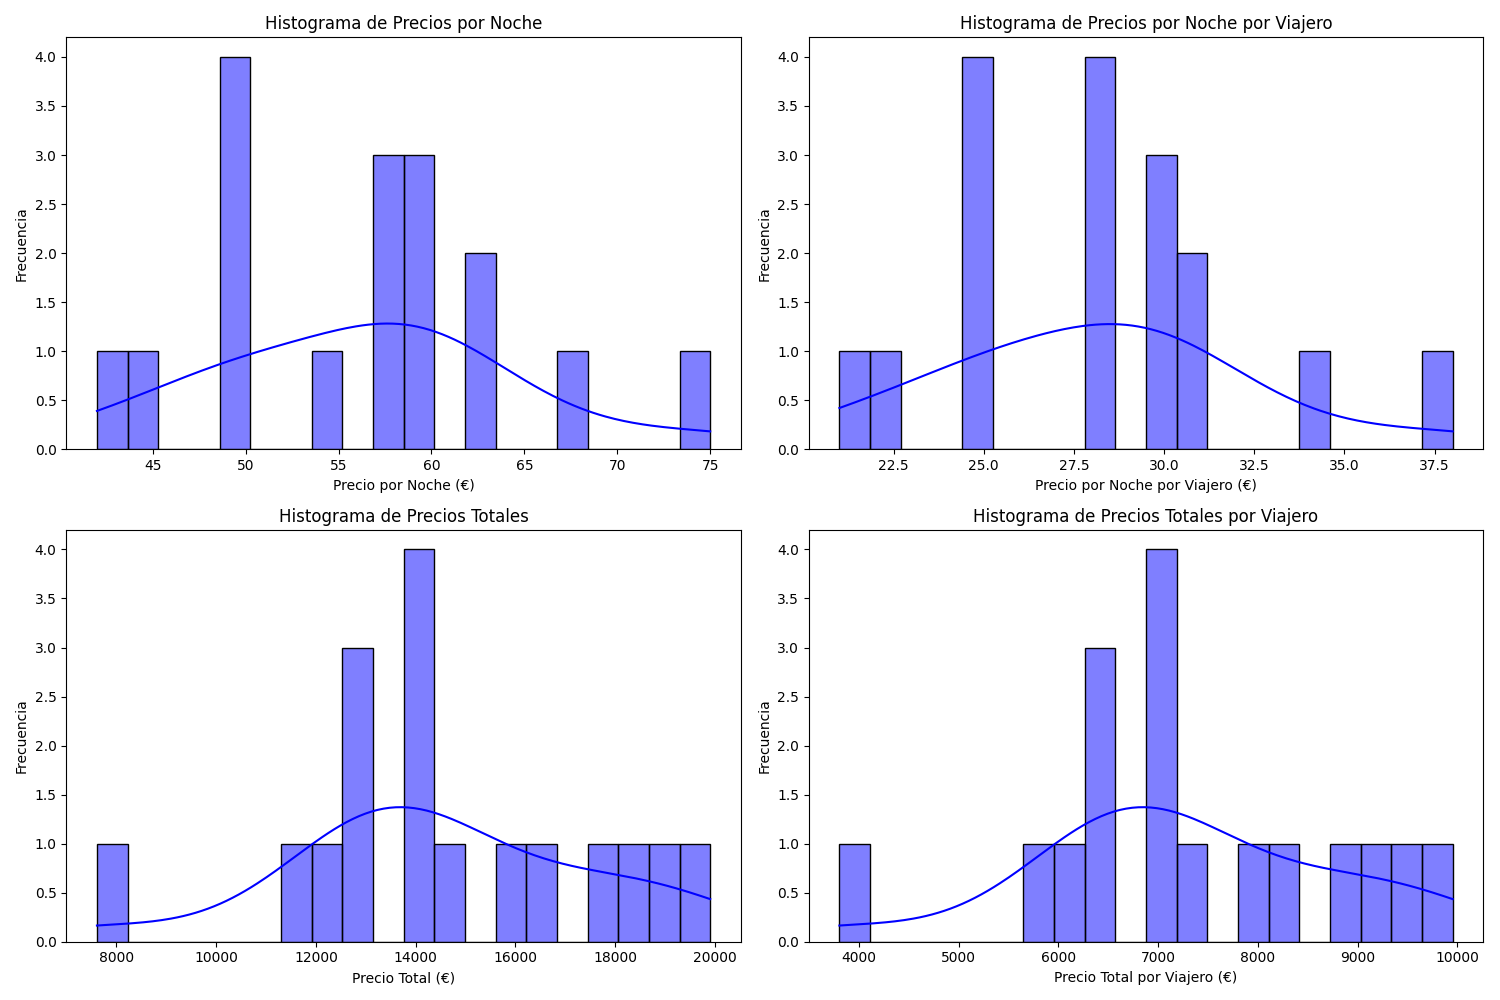 Histograma de Precios por Noche
4.0
3.5
3.0
2.5
2.0
1.5
1.0
0.5
0.0
Frecuencia
45 50 55 60 65 70 75
Precio por Noche (€)
Histograma de Precios por Noche por Viajero
4.0
3.5
3.0
2.5
2.0
1.5
1.0
0.5
0.0
Frecuencia
22.5 25.0 27.5 30.0 32.5 35.0 37.5
Precio por Noche por Viajero (€)
Histograma de Precios Totales
4.0
3.5
3.0
2.5
2.0
1.5
1.0
0.5
0.0
Frecuencia
8000 10000 12000 14000 16000 18000 20000
Precio Total (€)
Histograma de Precios Totales por Viajero
4.0
3.5
3.0
2.5
2.0
1.5
1.0
0.5
0.0
Frecuencia
4000 5000 6000 7000 8000 9000 10000
Precio Total por Viajero (€)